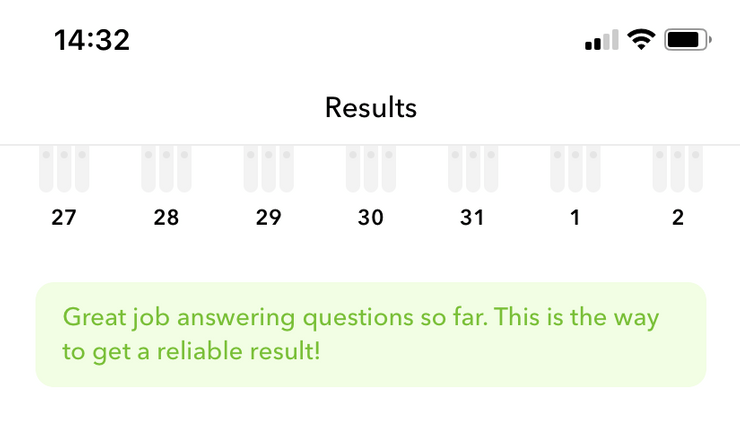 14:32
Results
27 28 29 30 31 1 2
Great job answering questions so far. This is the way
to get a reliable result!